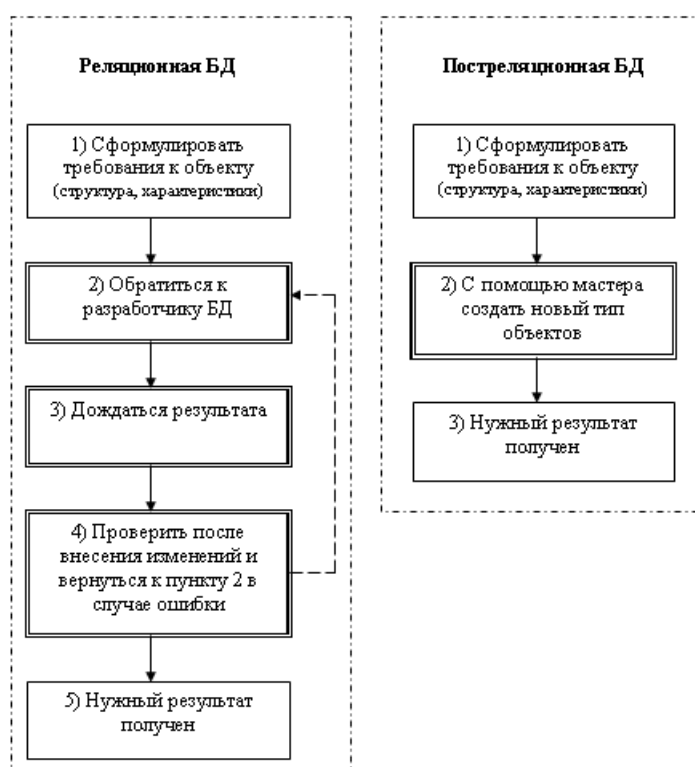 Реляционная БД
1) Сформулировать
требования к объекту
(структура, характеристики)
2) Обратиться к
разработчику БД
3) Дождаться результата
4) Проверить после
внесения изменений и
вернуться к пункту 2 в
случае ошибки
5) Нужный результат
получен
Постреляционная БД
1) Сформулировать
требования к объекту
(структура, характеристики)
2) С помощью мастера
создать новый тип
объектов
3) Нужный результат
получен